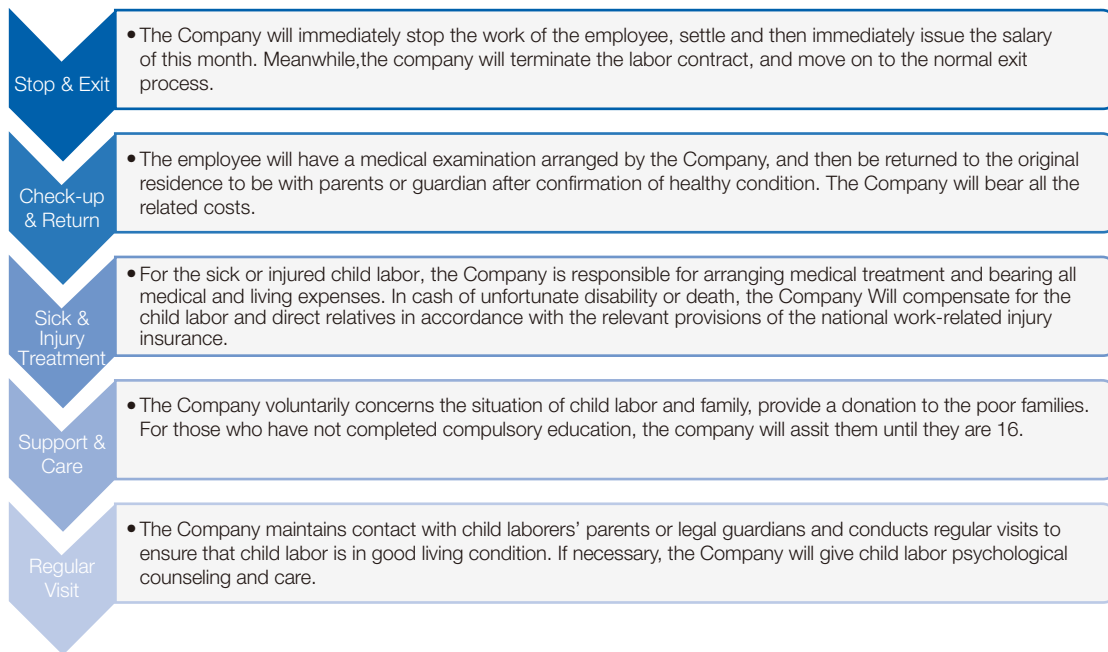 Stop & Exit
• The Company will immediately stop the work of the employee, settle and then immediately issue the salary
of this month. Meanwhile,the company will terminate the labor contract, and move on to the normal exit
process.
Check-up
& Return
• The employee will have a medical examination arranged by the Company, and then be returned to the original
residence to be with parents or guardian after confirmation of healthy condition. The Company will bear all the
related costs.
Sick &
Injury
Treatment
• For the sick or injured child labor, the Company is responsible for arranging medical treatment and bearing all
medical and living expenses. In cash of unfortunate disability or death, the Company Will compensate for the
child labor and direct relatives in accordance with the relevant provisions of the national work-related injury
insurance.
Support &
Care
• The Company voluntarily concerns the situation of child labor and family, provide a donation to the poor families.
For those who have not completed compulsory education, the company will assit them until they are 16.
Regular
Visit
• The Company maintains contact with child laborers’ parents or legal guardians and conducts regular visits to
ensure that child labor is in good living condition. If necessary, the Company will give child labor psychological
counseling and care.